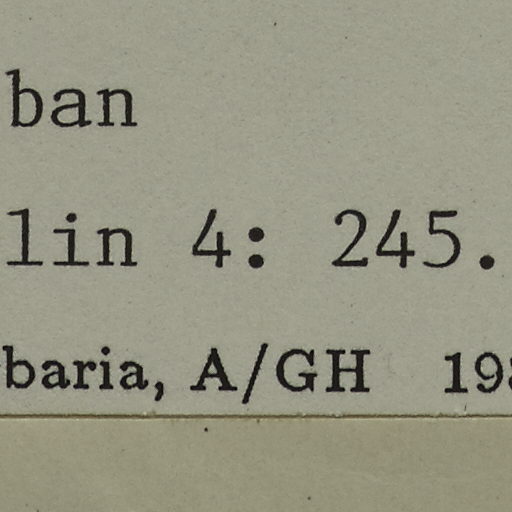 ban
lin 4: 245.
baria, A/GH 19